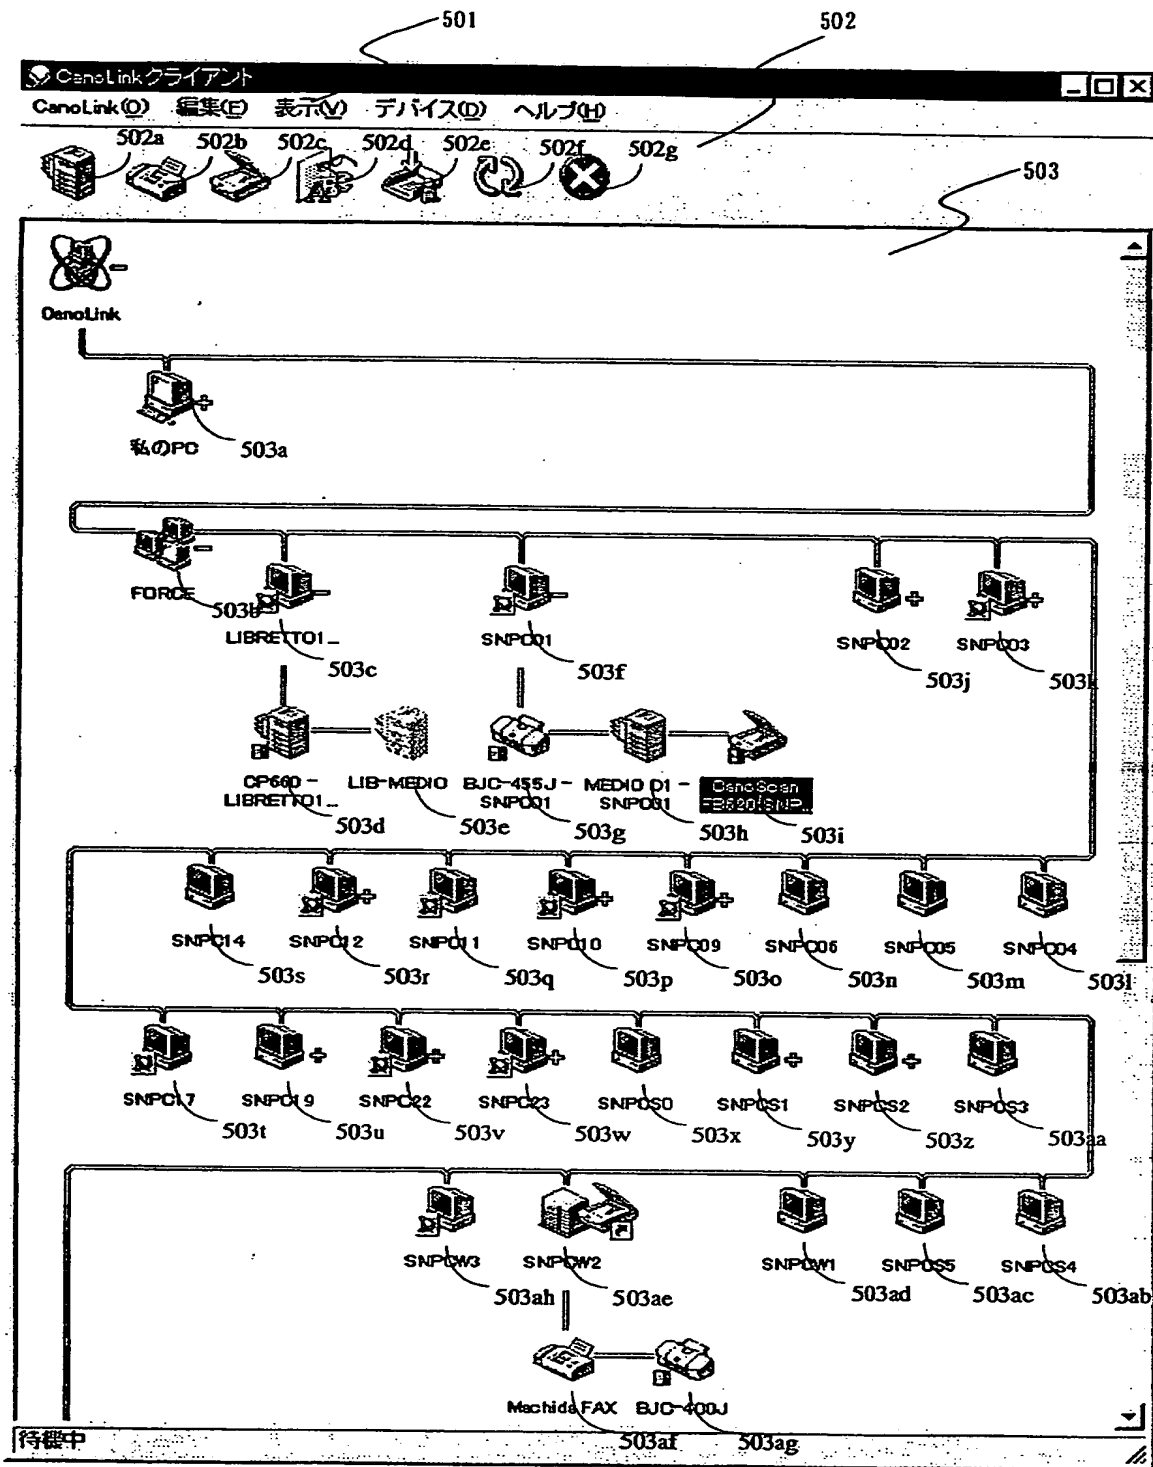 501
502
CanoLinkクライアント
CanoLink(O) 編集(E) 表示(V) デバイス(D) ヘルプ(H)
502a 502b 502c 502d 502e 502f 502g
503
CanoLink
私のPC
503a
FORCE
503b
LIBRETTO1...
503c
SNPC01
503f
SNPC02
503j
SNPC03
503k
CP660 -
LIBRETTO1...
503d
LIB-MEDIO
503e
BJC-455J -
SNPC01
503g
MEDIO D1 -
SNPC01
503h
CanoScan
FB620-SNP...
503i
SNPC14 SNPC12 SNPC11 SNPC10 SNPC09 SNPC06 SNPC05 SNPC04
503s 503r 503q 503p 503o 503n 503m 503l
SNPC17 SNPC19 SNPC22 SNPC23 SNPCS0 SNPCS1 SNPCS2 SNPCS3
503t 503u 503v 503w 503x 503y 503z 503aa
SNPCW3 SNPCW2 SNPCW1 SNPCS5 SNPCS4
503ah 503ae 503ad 503ac 503ab
Machida FAX BJC-400J
503af 503ag
待機中